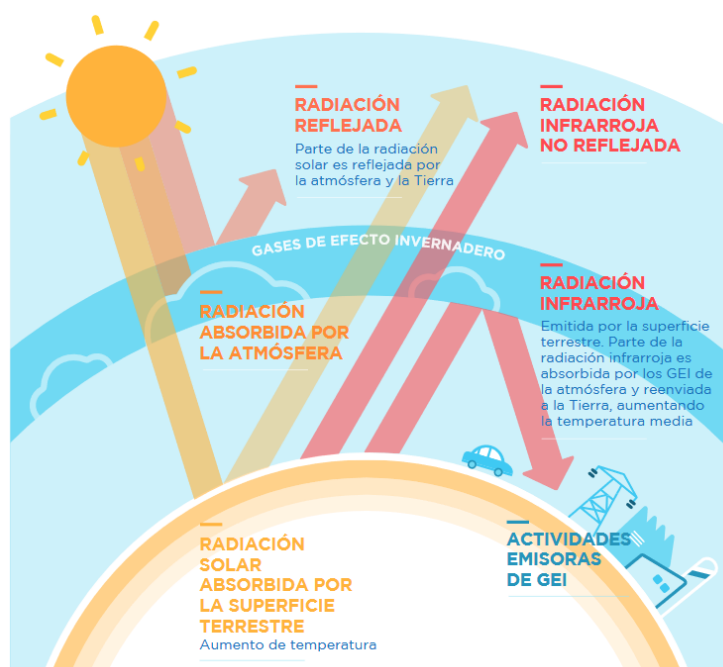 RADIACIÓN
REFLEJADA
Parte de la radiación
solar es reflejada por
la atmósfera y la Tierra
RADIACIÓN
INFRARROJA
NO REFLEJADA
GASES DE EFECTO INVERNADERO
RADIACIÓN
ABSORBIDA POR
LA ATMÓSFERA
RADIACIÓN
INFRARROJA
Emitida por la superficie
terrestre. Parte de la
radiación infrarroja es
absorbida por los GEI de
la atmósfera y reenviada
a la Tierra, aumentando
la temperatura media
RADIACIÓN
SOLAR
ABSORBIDA POR
LA SUPERFICIE
TERRESTRE
Aumento de temperatura
ACTIVIDADES
EMISORAS
DE GEI